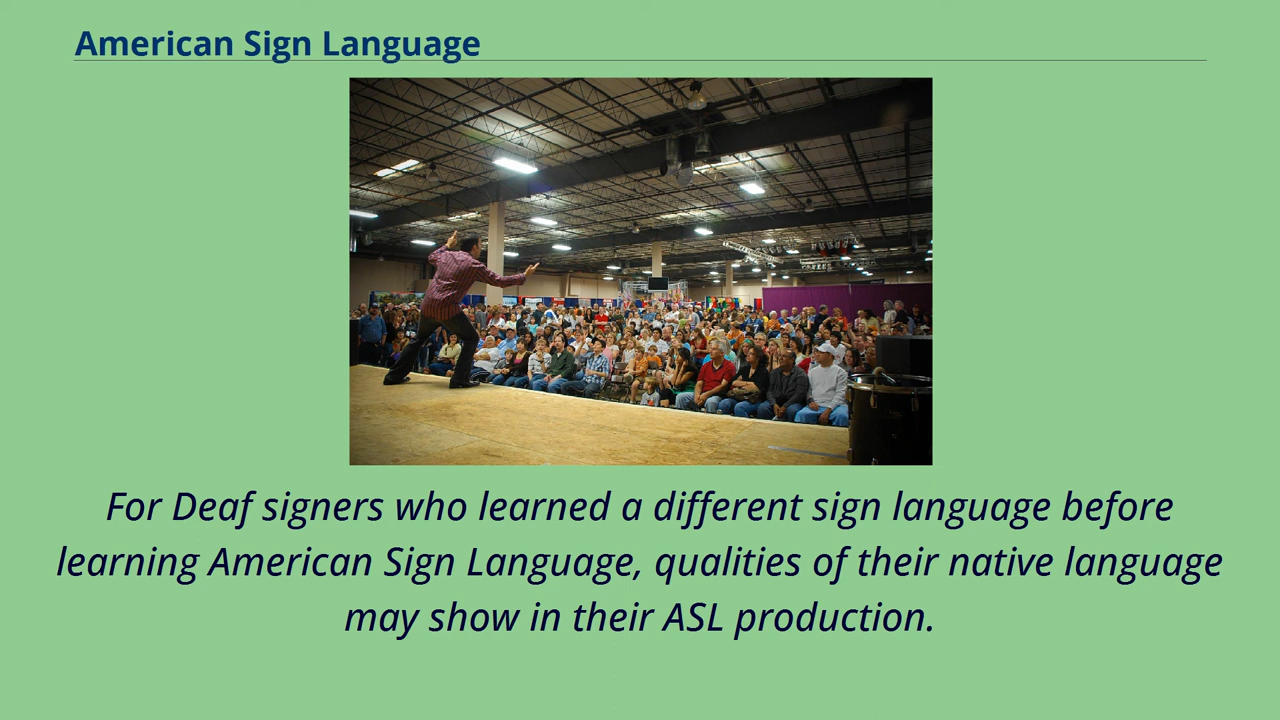 American Sign Language
For Deaf signers who learned a different sign language before
learning American Sign Language, qualities of their native language
may show in their ASL production.